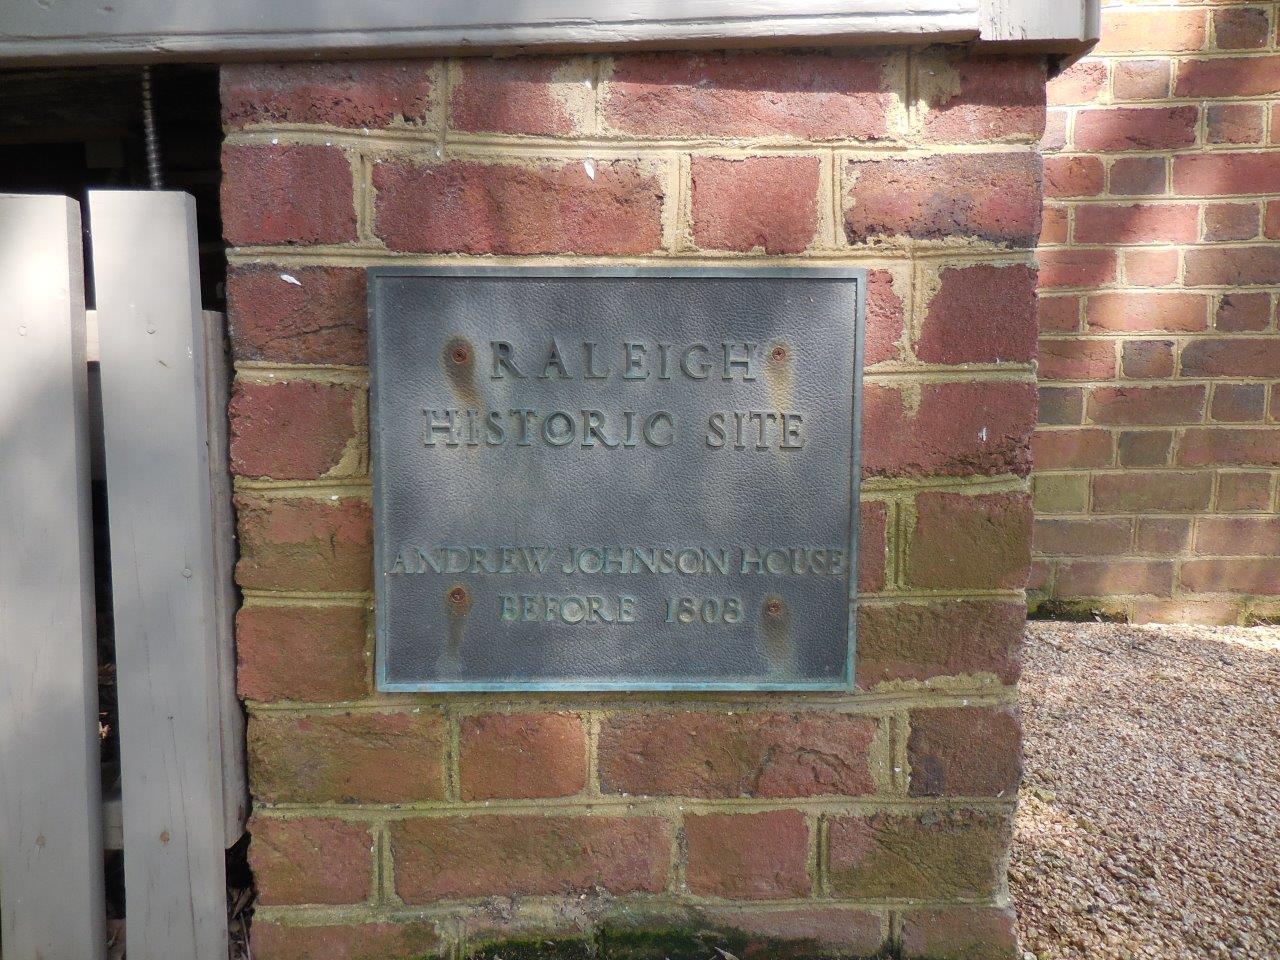 RALEIGH
HISTORIC SITE
ANDREW JOHNSON HOUSE
BEFORE 1808